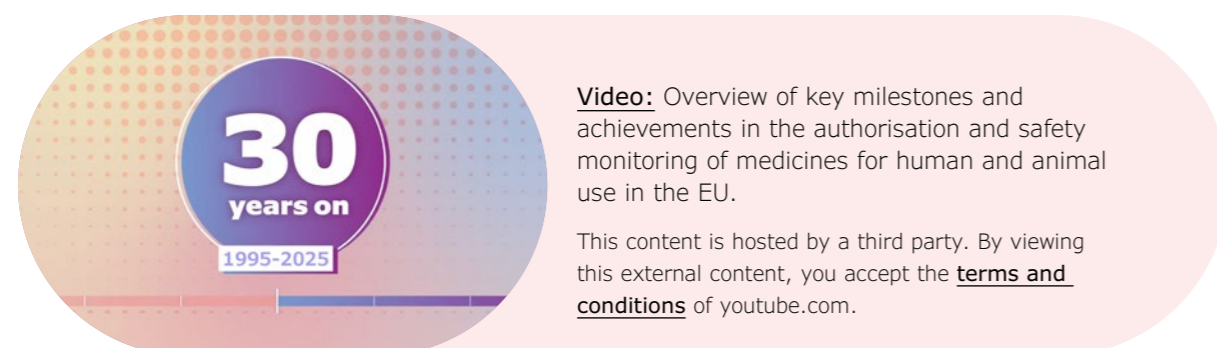 30
years on
1995-2025
Video: Overview of key milestones and
achievements in the authorisation and safety
monitoring of medicines for human and animal
use in the EU.
This content is hosted by a third party. By viewing
this external content, you accept the terms and
conditions of youtube.com.